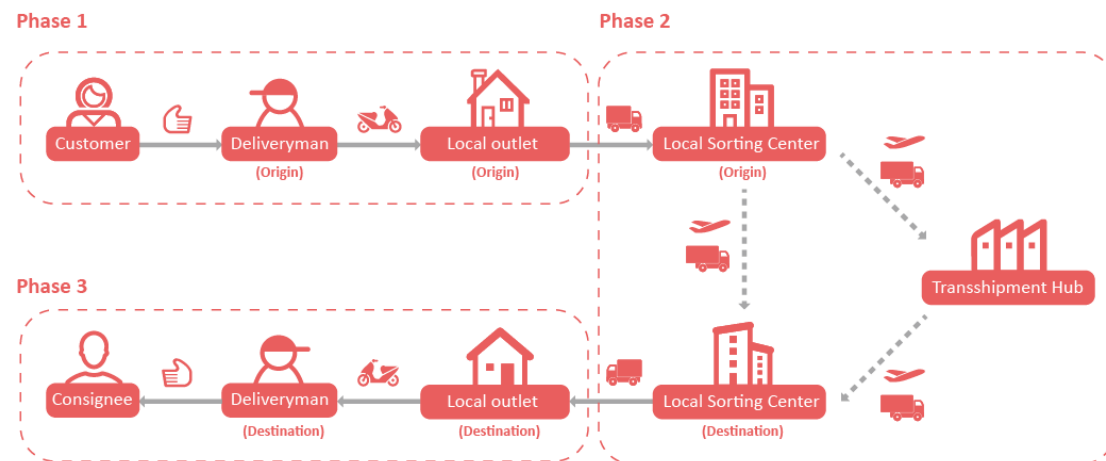 Phase 1
Phase 2
Customer
Deliveryman
(Origin)
Local outlet
(Origin)
Local Sorting Center
(Origin)
Transshipment Hub
Phase 3
Consignee
Deliveryman
(Destination)
Local outlet
(Destination)
Local Sorting Center
(Destination)